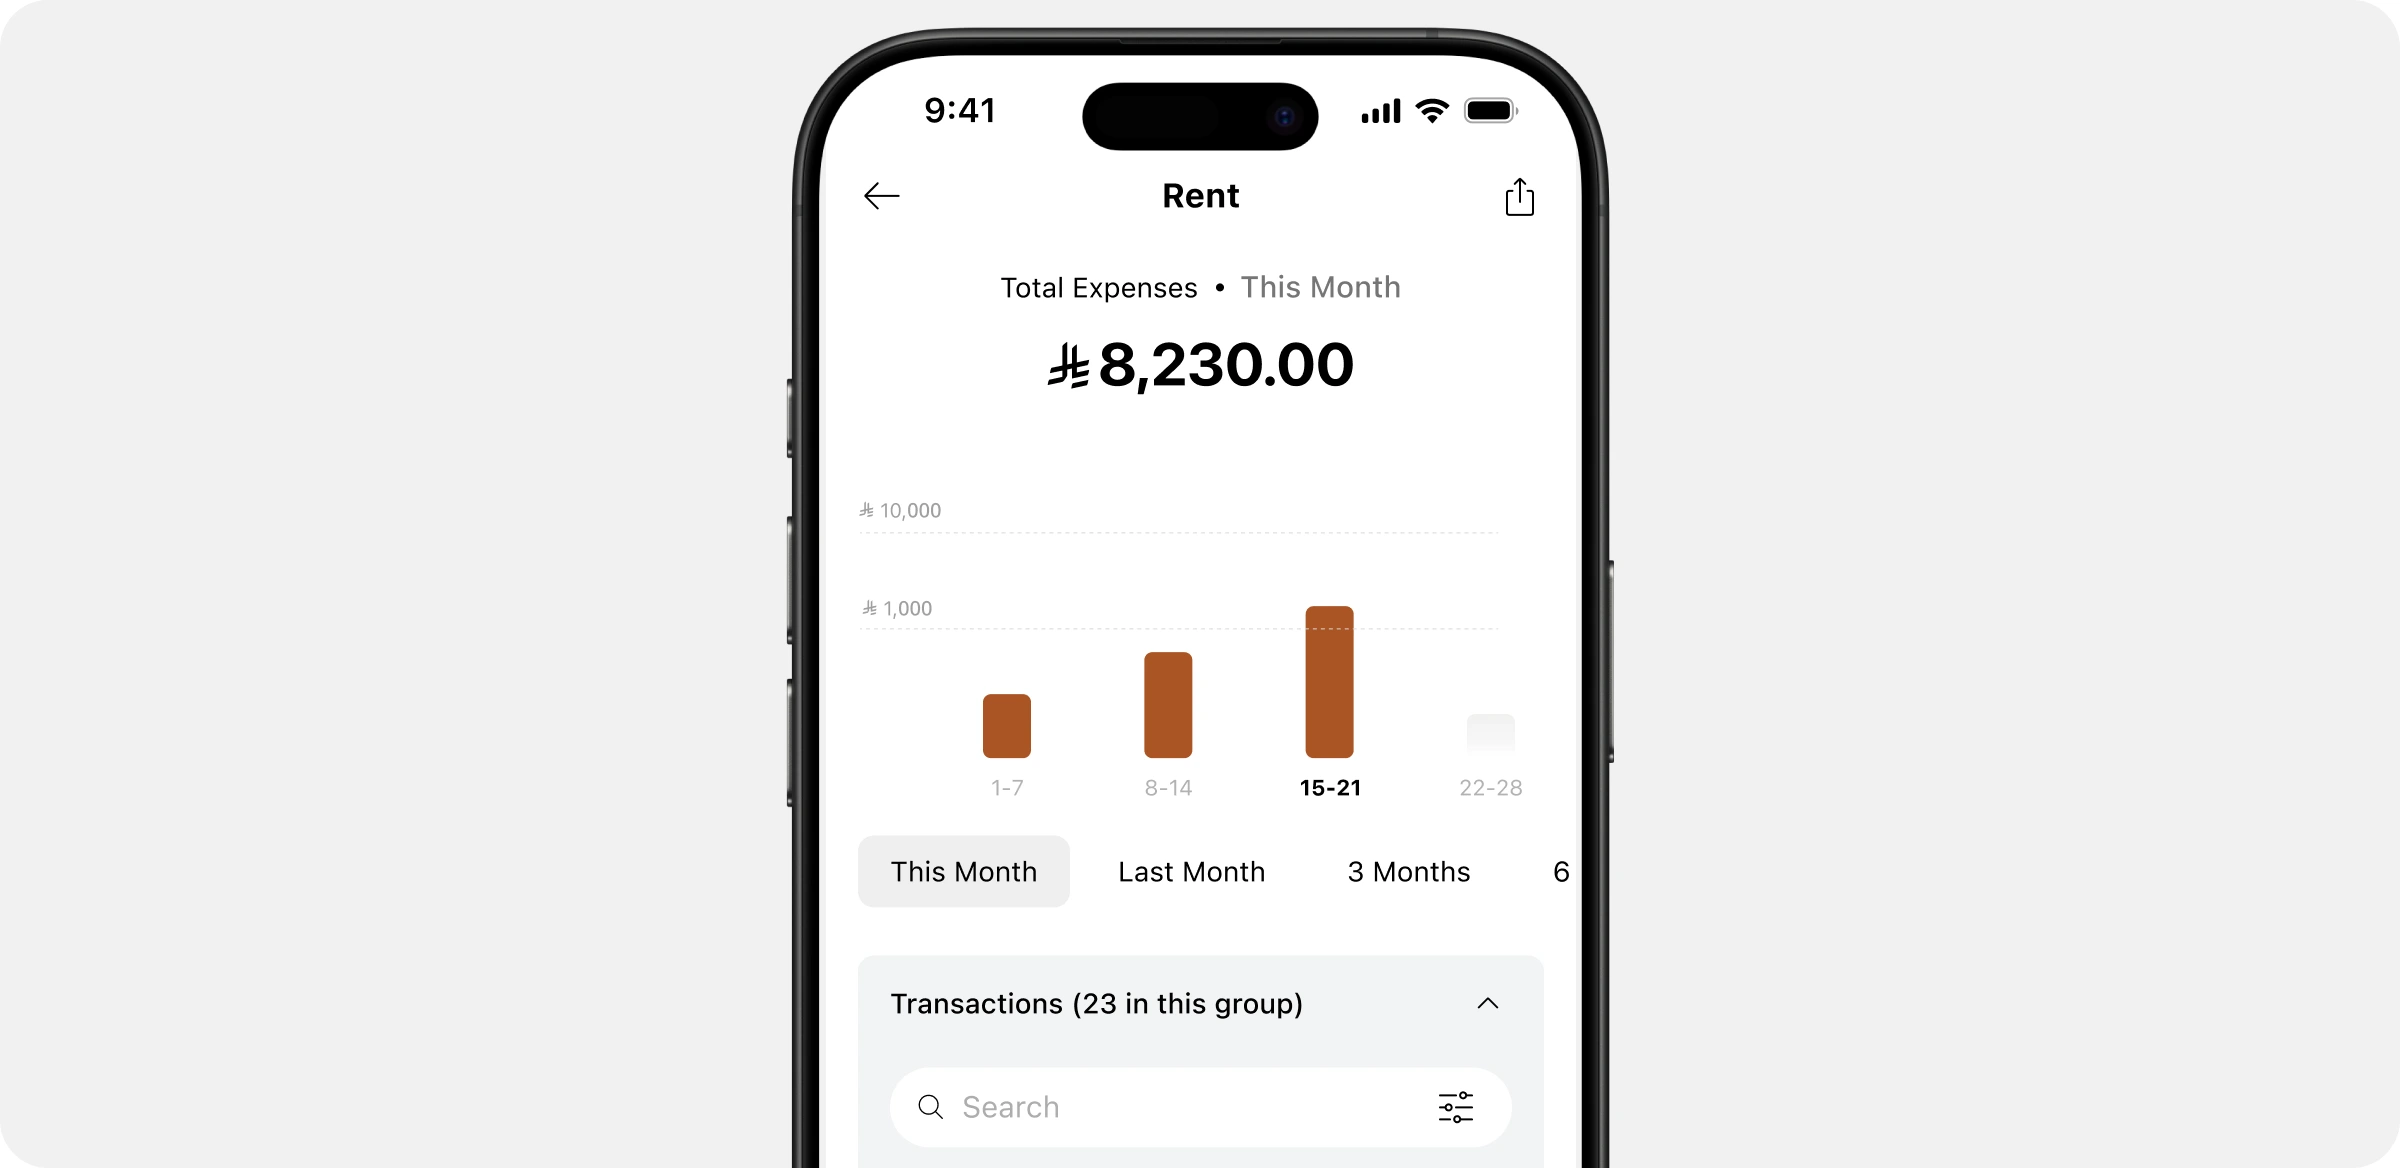 9:41
Rent
Total Expenses • This Month
⃁8,230.00
⃁ 10,000
⃁ 1,000
1-7 8-14 15-21 22-28
This Month Last Month 3 Months 6
Transactions (23 in this group)
Search